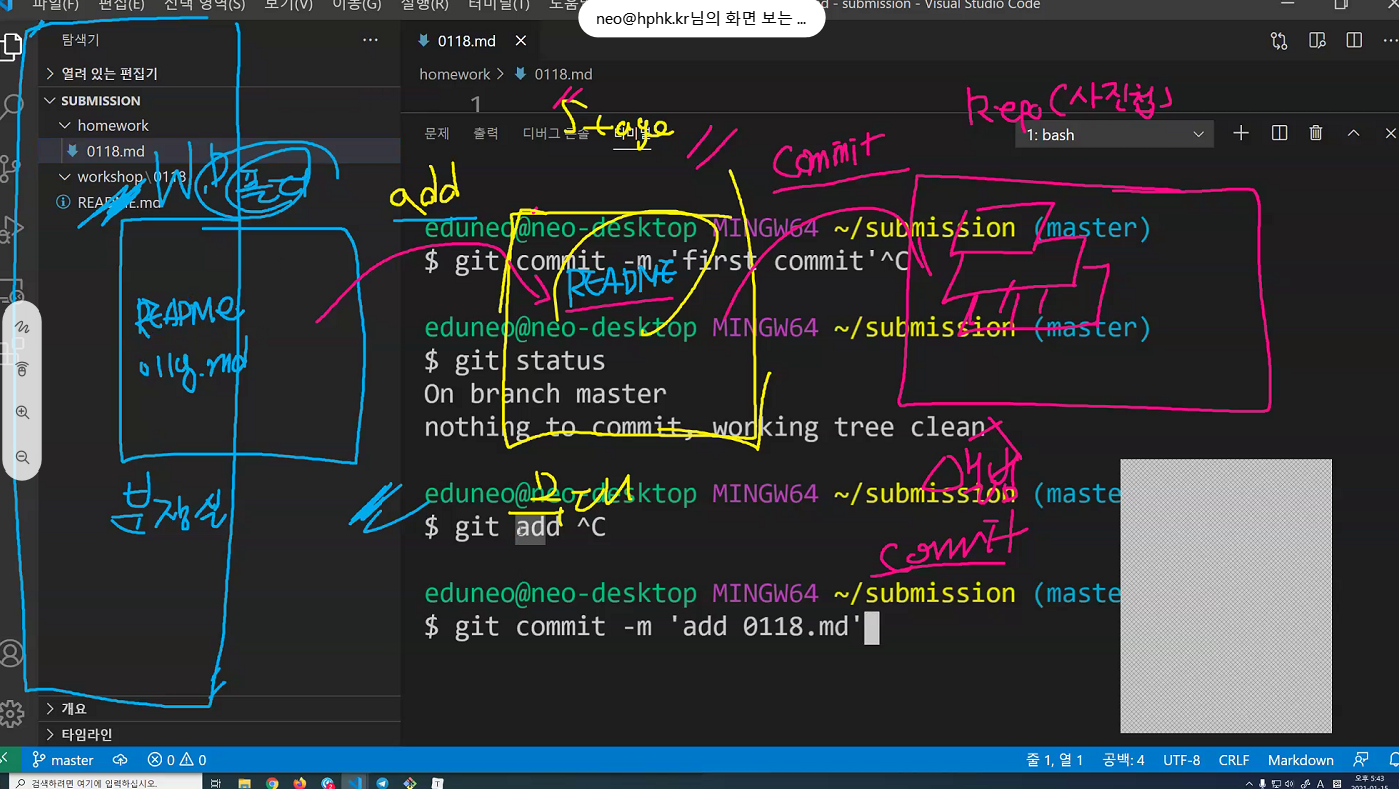 파일(F) 편집(E) 선택 영역(S) 보기(V) 이동(G) 실행(R) 터미널(T)
neo@hphk.kr님의 화면 보는 ...
- submission - Visual Studio Code
탐색기
0118.md
열려 있는 편집기
homework > 0118.md
SUBMISSION
1
homework
Stage
Repo (사진첩)
문제 출력 디버그 콘솔 터미널
1: bash
0118.md
commit
workshop\0118
README.md
add
eduneo@neo-desktop MINGW64 ~/submission (master)
$ git commit -m 'first commit'^C
README
README
0118.md
eduneo@neo-desktop MINGW64 ~/submission (master)
$ git status
On branch master
nothing to commit, working tree clean
분장실
eduneo@neo-desktop MINGW64 ~/submission (maste
$ git add ^C
commit
eduneo@neo-desktop MINGW64 ~/submission (maste
$ git commit -m 'add 0118.md'
개요
타임라인
master
0 0
줄 1, 열 1 공백: 4 UTF-8 CRLF Markdown
검색하려면 여기에 입력하십시오.
오후 5:43
2021-01-15